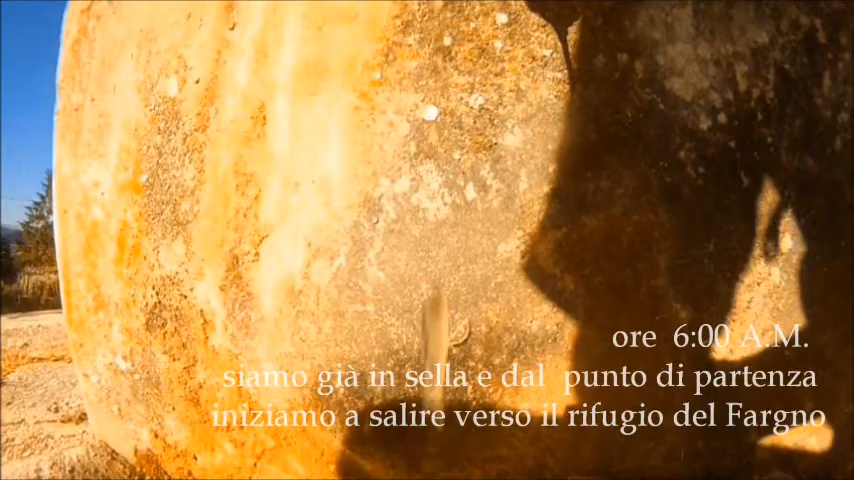 ore 6:00 A.M.
siamo già in sella e dal punto di partenza
iniziamo a salire verso il rifugio del Fargno